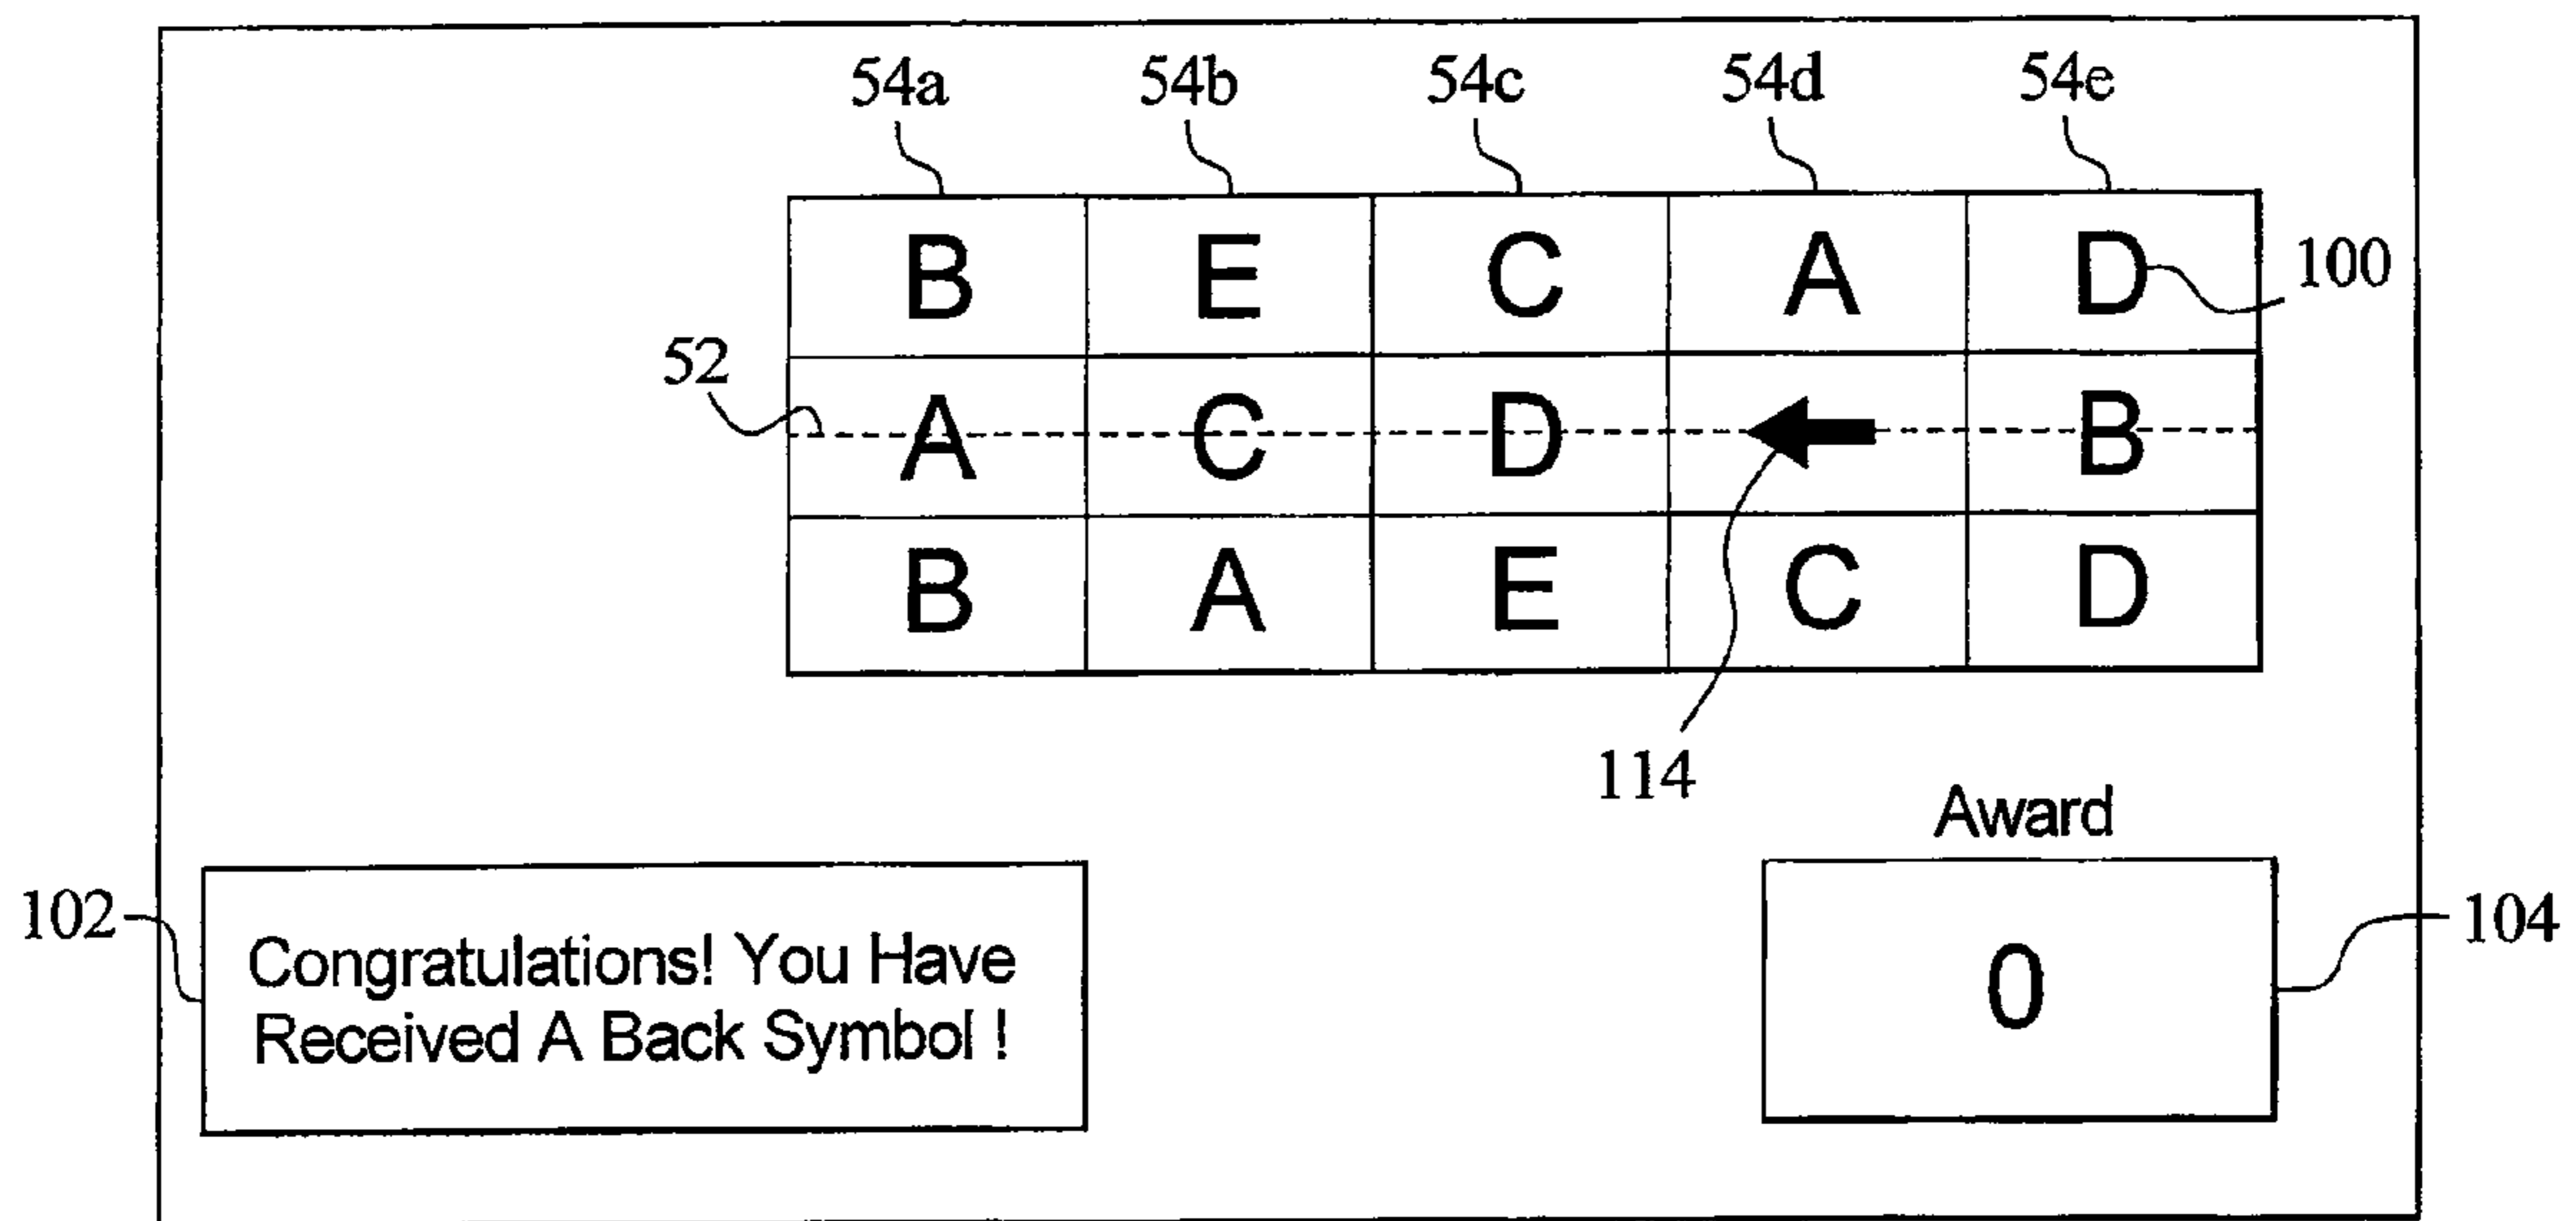 54a 54b 54c 54d 54e
B E C A D 100
52
A C D B
B A E C D
114
Award
102
Congratulations! You Have
Received A Back Symbol !
0
104